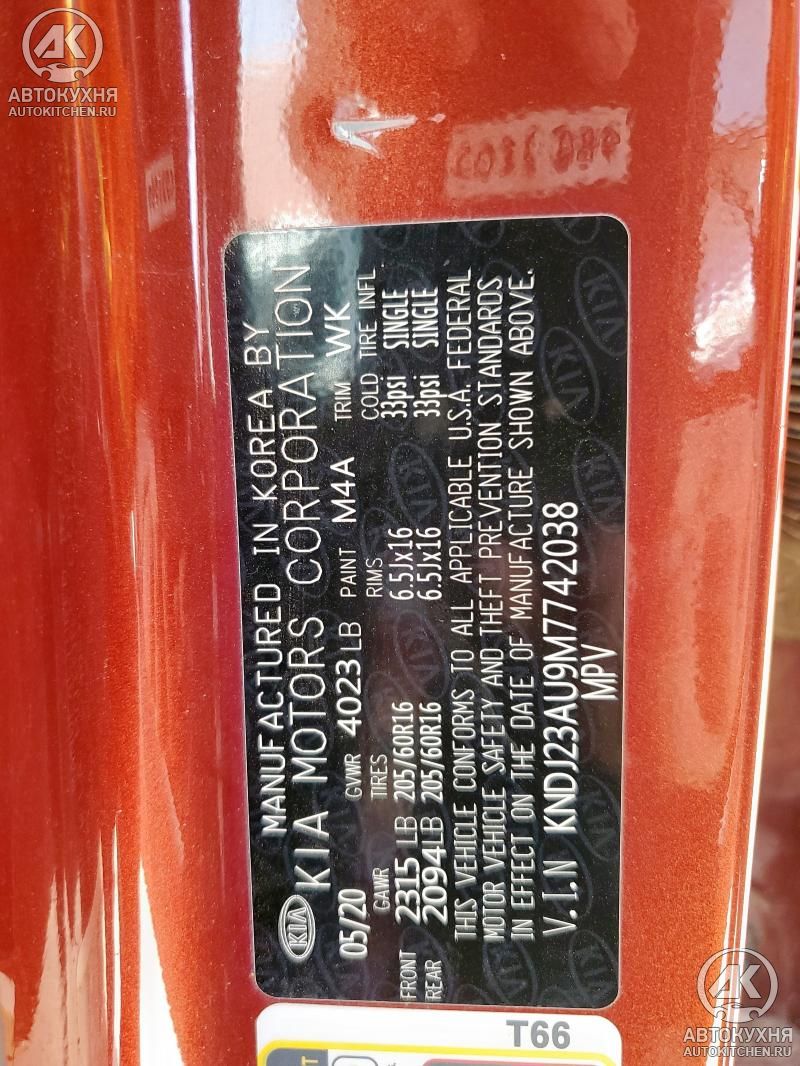 АВТОКУХНЯ
AUTOKITCHEN.RU
MANUFACTURED IN KOREA BY
KIA KIA MOTORS CORPORATION
05/20 GVWR 4023LB PAINT M4A TRIM WK
GAWR TIRES RIMS COLD TIRE INFL
FRONT 2315LB 205/60R16 6.5Jx16 33psi SINGLE
REAR 2094LB 205/60R16 6.5Jx16 33psi SINGLE
THIS VEHICLE CONFORMS TO ALL APPLICABLE U.S.A. FEDERAL
MOTOR VEHICLE SAFETY AND THEFT PREVENTION STANDARDS
IN EFFECT ON THE DATE OF MANUFACTURE SHOWN ABOVE.
V.I.N KNDJ23AU9M7742038
MPV
T66
АВТОКУХНЯ
AUTOKITCHEN.RU